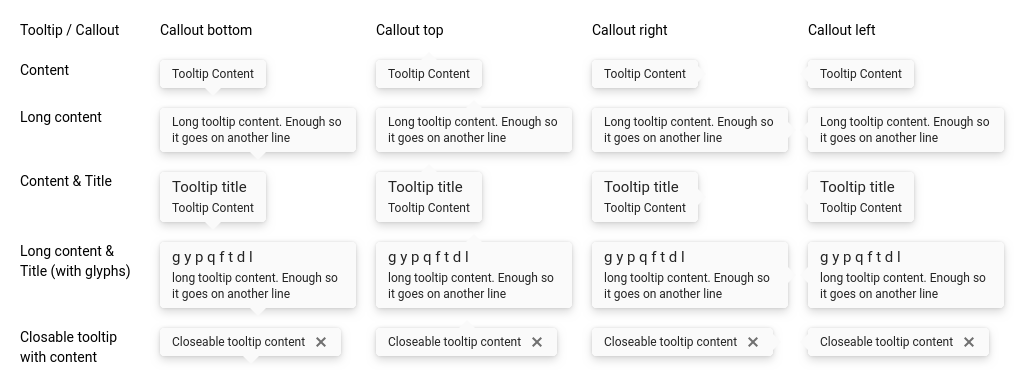 Tooltip / Callout Callout bottom Callout top Callout right Callout left
Content Tooltip Content Tooltip Content Tooltip Content Tooltip Content
Long content Long tooltip content. Enough so Long tooltip content. Enough so Long tooltip content. Enough so Long tooltip content. Enough so
it goes on another line it goes on another line it goes on another line it goes on another line
Content & Title Tooltip title Tooltip title Tooltip title Tooltip title
Tooltip Content Tooltip Content Tooltip Content Tooltip Content
Long content & g y p q f t d l g y p q f t d l g y p q f t d l g y p q f t d l
Title (with glyphs) long tooltip content. Enough so long tooltip content. Enough so long tooltip content. Enough so long tooltip content. Enough so
it goes on another line it goes on another line it goes on another line it goes on another line
Closable tooltip Closeable tooltip content Closeable tooltip content Closeable tooltip content Closeable tooltip content
with content